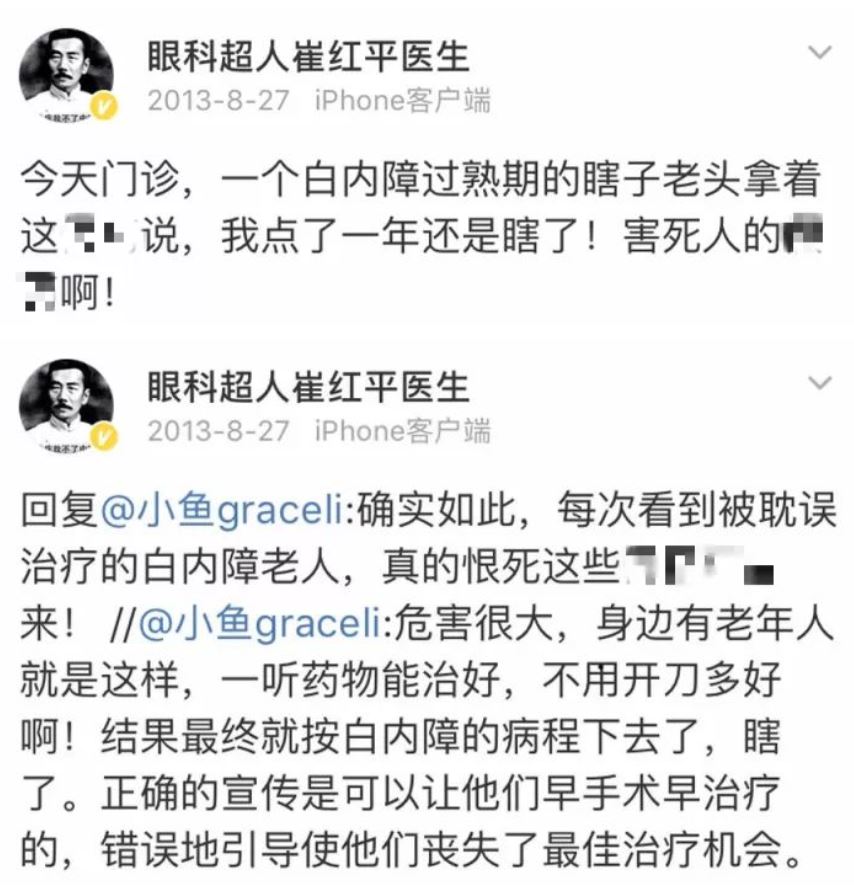 眼科超人崔红平医生
2013-8-27 iPhone客户端
今天门诊，一个白内障过熟期的瞎子老头拿着
这 说，我点了一年还是瞎了！害死人的
啊！
眼科超人崔红平医生
2013-8-27 iPhone客户端
回复@小鱼graceli:确实如此，每次看到被耽误
治疗的白内障老人，真的恨死这些
来！ //@小鱼graceli:危害很大，身边有老年人
就是这样，一听药物能治好，不用开刀多好
啊！结果最终就按白内障的病程下去了，瞎
了。正确的宣传是可以让他们早手术早治疗
的，错误地引导使他们丧失了最佳治疗机会。